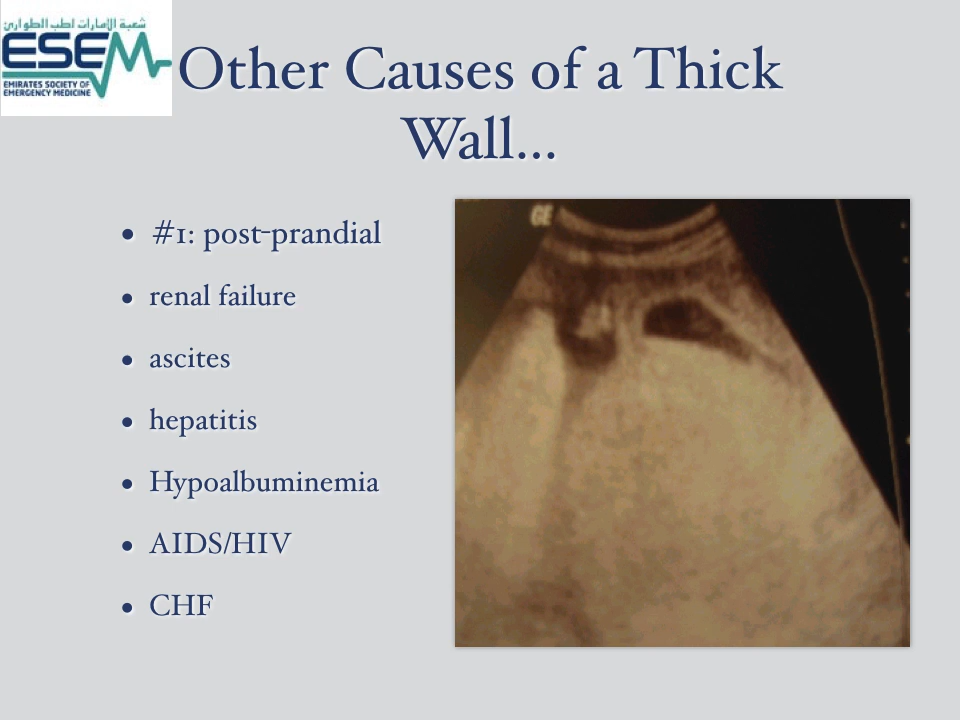 شعبة الإمارات لطب الطوارئ
ESEM
EMIRATES SOCIETY OF
EMERGENCY MEDICINE
Other Causes of a Thick
Wall...
• #1: post-prandial
• renal failure
• ascites
• hepatitis
• Hypoalbuminemia
• AIDS/HIV
• CHF
GE